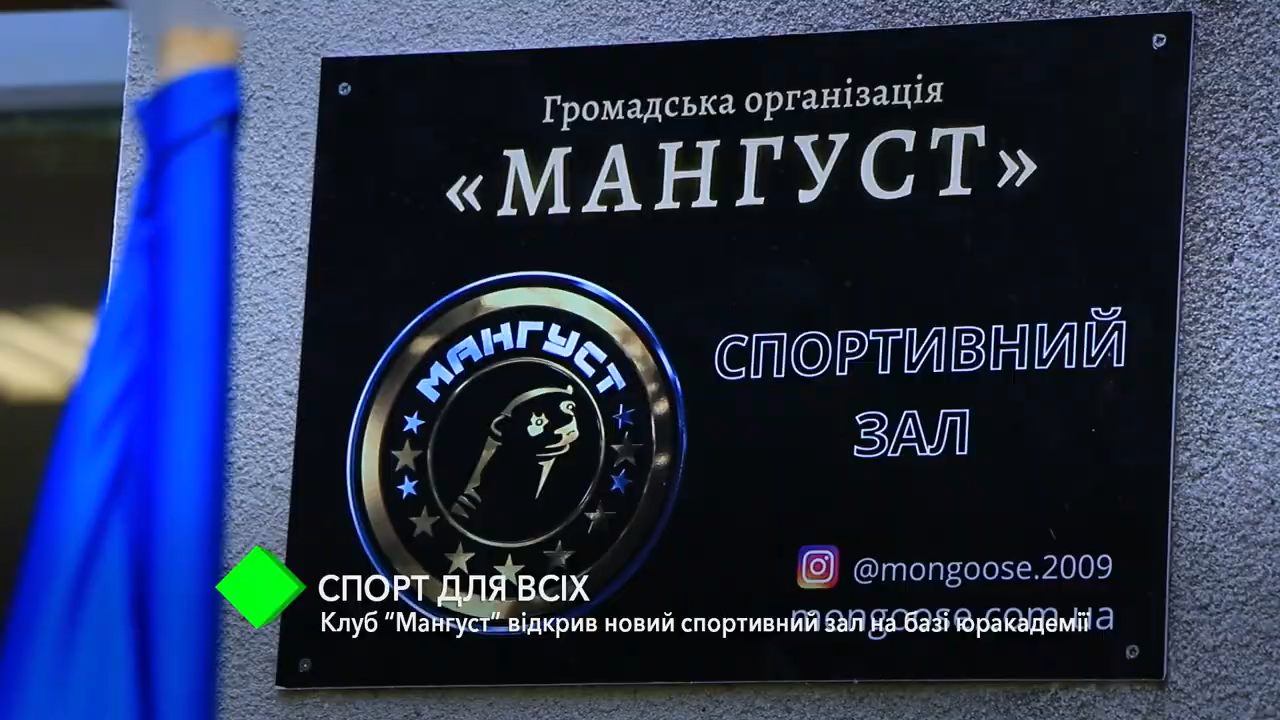 Громадська організація
«МАНГУСТ»
МАНГУСТ
СПОРТИВНИЙ
ЗАЛ
@mongoose.2009
mongoose.com.ua
СПОРТ ДЛЯ ВСІХ
Клуб “Мангуст” відкрив новий спортивний зал на базі юракадемії